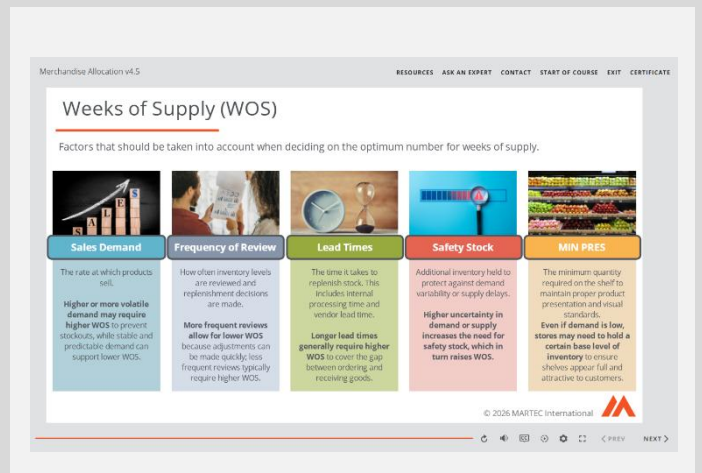 Merchandise Allocation v4.5
RESOURCES ASK AN EXPERT CONTACT START OF COURSE EXIT CERTIFICATE
Weeks of Supply (WOS)
Factors that should be taken into account when deciding on the optimum number for weeks of supply.
SALES
Sales Demand
The rate at which products
sell.
Higher or more volatile
demand may require
higher WOS to prevent
stockouts, while stable and
predictable demand can
support lower WOS.
Frequency of Review
How often inventory levels
are reviewed and
replenishment decisions
are made.
More frequent reviews
allow for lower WOS
because adjustments can
be made quickly; less
frequent reviews typically
require higher WOS.
Lead Times
The time it takes to
replenish stock. This
includes internal
processing time and
vendor lead time.
Longer lead times
generally require higher
WOS to cover the gap
between ordering and
receiving goods.
Safety Stock
Additional inventory held to
protect against demand
variability or supply delays.
Higher uncertainty in
demand or supply
increases the need for
safety stock, which in
turn raises WOS.
MIN PRES
The minimum quantity
required on the shelf to
maintain proper product
presentation and visual
standards.
Even if demand is low,
stores may need to hold a
certain base level of
inventory to ensure
shelves appear full and
attractive to customers.
© 2026 MARTEC International
CC
< PREV NEXT >